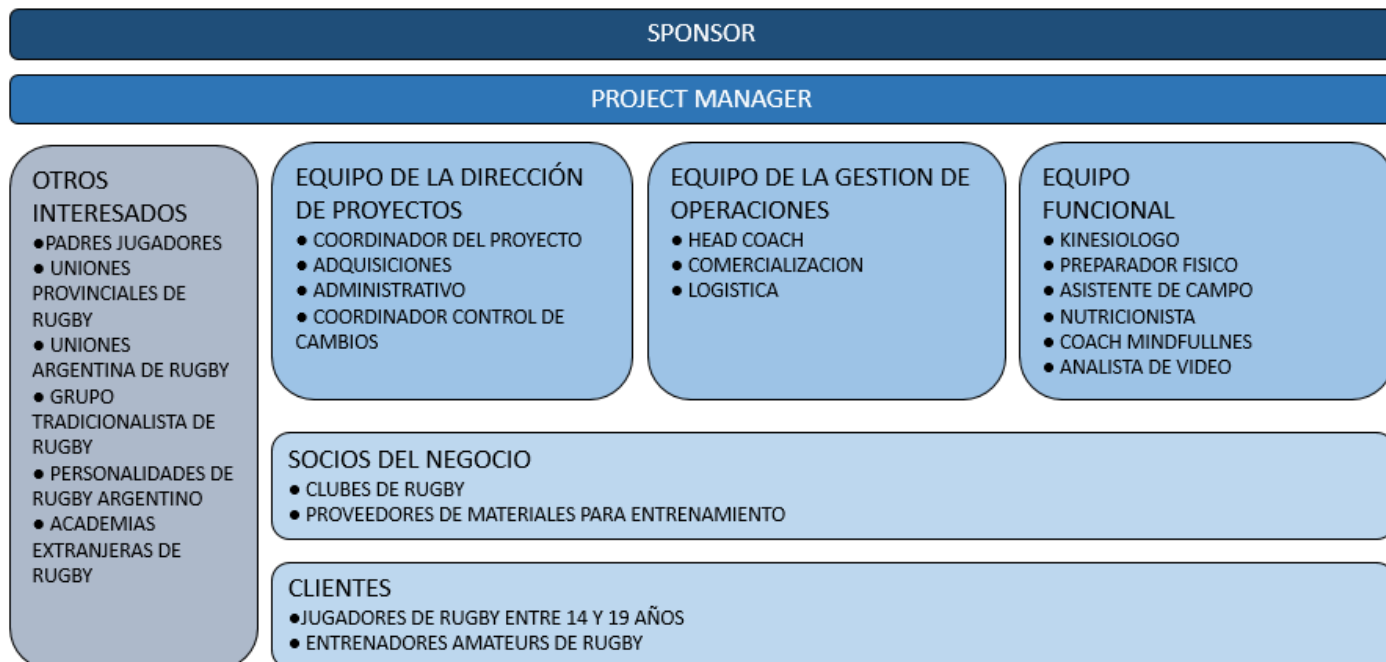 SPONSOR
PROJECT MANAGER
OTROS
INTERESADOS
●PADRES JUGADORES
● UNIONES
PROVINCIALES DE
RUGBY
● UNIONES
ARGENTINA DE RUGBY
● GRUPO
TRADICIONALISTA DE
RUGBY
● PERSONALIDADES DE
RUGBY ARGENTINO
● ACADEMIAS
EXTRANJERAS DE
RUGBY
EQUIPO DE LA DIRECCIÓN
DE PROYECTOS
● COORDINADOR DEL PROYECTO
● ADQUISICIONES
● ADMINISTRATIVO
● COORDINADOR CONTROL DE
CAMBIOS
EQUIPO DE LA GESTION DE
OPERACIONES
● HEAD COACH
● COMERCIALIZACION
● LOGISTICA
EQUIPO
FUNCIONAL
● KINESIOLOGO
● PREPARADOR FISICO
● ASISTENTE DE CAMPO
● NUTRICIONISTA
● COACH MINDFULLNES
● ANALISTA DE VIDEO
SOCIOS DEL NEGOCIO
● CLUBES DE RUGBY
● PROVEEDORES DE MATERIALES PARA ENTRENAMIENTO
CLIENTES
●JUGADORES DE RUGBY ENTRE 14 Y 19 AÑOS
● ENTRENADORES AMATEURS DE RUGBY